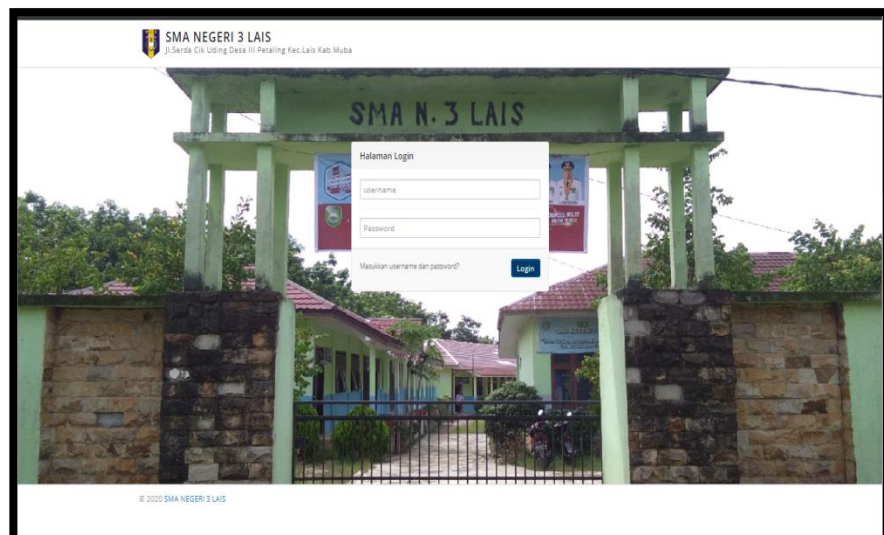 SMA NEGERI 3 LAIS
Jl.Serda Cik Uding Desa III Petaling Kec.Lais Kab.Muba
SMA N. 3 LAIS
Halaman Login
username
Password
Masukkan username dan password?
Login
© 2020 SMA NEGERI 3 LAIS